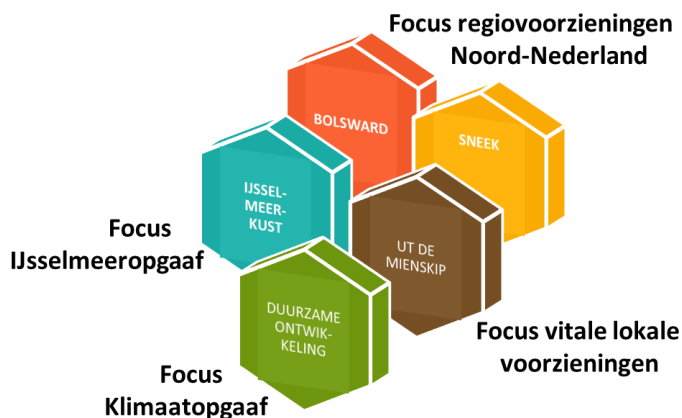 Focus regiovoorzieningen
Noord-Nederland
BOLSWARD
SNEEK
IJSSEL-
MEER-
KUST
Focus
IJsselmeeropgaaf
UT DE
MIENSKIP
DUURZAME
ONTWIK-
KELING
Focus vitale lokale
voorzieningen
Focus
Klimaatopgaaf